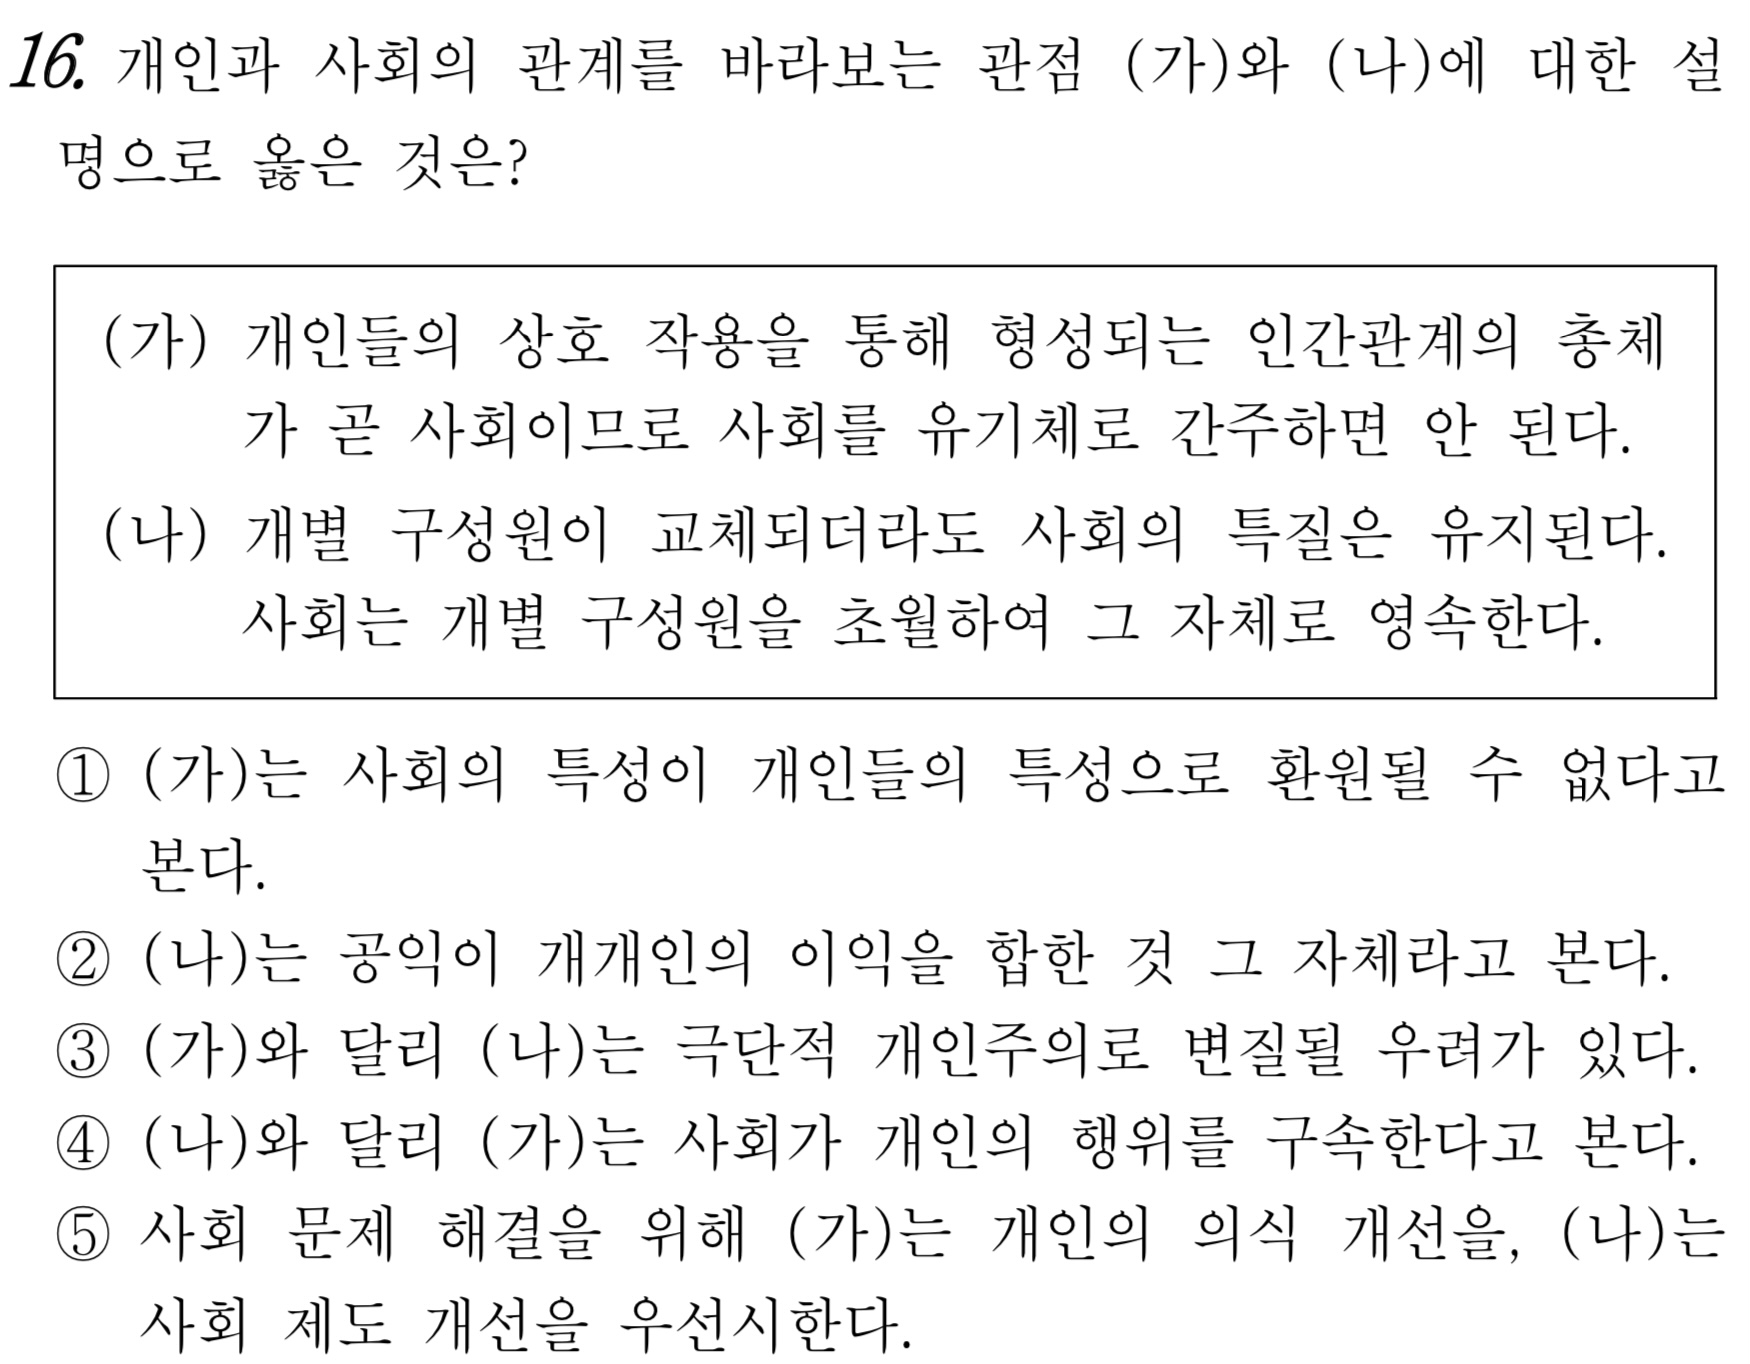 16. 개인과 사회의 관계를 바라보는 관점 (가)와 (나)에 대한 설
명으로 옳은 것은?
(가) 개인들의 상호 작용을 통해 형성되는 인간관계의 총체
가 곧 사회이므로 사회를 유기체로 간주하면 안 된다.
(나) 개별 구성원이 교체되더라도 사회의 특질은 유지된다.
사회는 개별 구성원을 초월하여 그 자체로 영속한다.
① (가)는 사회의 특성이 개인들의 특성으로 환원될 수 없다고
본다.
② (나)는 공익이 개개인의 이익을 합한 것 그 자체라고 본다.
③ (가)와 달리 (나)는 극단적 개인주의로 변질될 우려가 있다.
④ (나)와 달리 (가)는 사회가 개인의 행위를 구속한다고 본다.
⑤ 사회 문제 해결을 위해 (가)는 개인의 의식 개선을, (나)는
사회 제도 개선을 우선시한다.